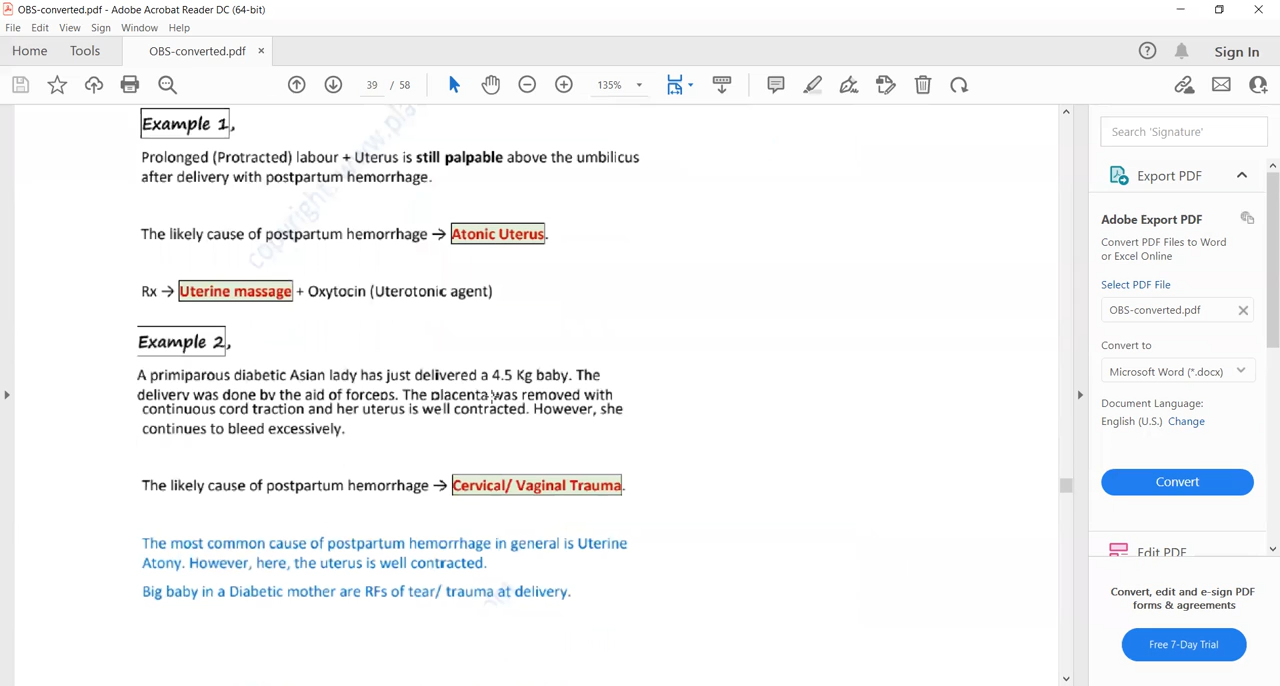 OBS-converted.pdf - Adobe Acrobat Reader DC (64-bit)
File Edit View Sign Window Help
Home Tools OBS-converted.pdf × Sign In
39 / 58 135%
Example 1,
Prolonged (Protracted) labour + Uterus is still palpable above the umbilicus
after delivery with postpartum hemorrhage.
The likely cause of postpartum hemorrhage → Atonic Uterus.
Rx → Uterine massage + Oxytocin (Uterotonic agent)
Example 2,
A primiparous diabetic Asian lady has just delivered a 4.5 Kg baby. The
delivery was done by the aid of forceps. The placenta was removed with
continuous cord traction and her uterus is well contracted. However, she
continues to bleed excessively.
The likely cause of postpartum hemorrhage → Cervical/ Vaginal Trauma.
The most common cause of postpartum hemorrhage in general is Uterine
Atony. However, here, the uterus is well contracted.
Big baby in a Diabetic mother are RFs of tear/ trauma at delivery.
copyright
Search 'Signature'
Export PDF
Adobe Export PDF
Convert PDF Files to Word
or Excel Online
Select PDF File
OBS-converted.pdf
Convert to
Microsoft Word (*.docx)
Document Language:
English (U.S.) Change
Convert
Edit PDF
Convert, edit and e-sign PDF
forms & agreements
Free 7-Day Trial